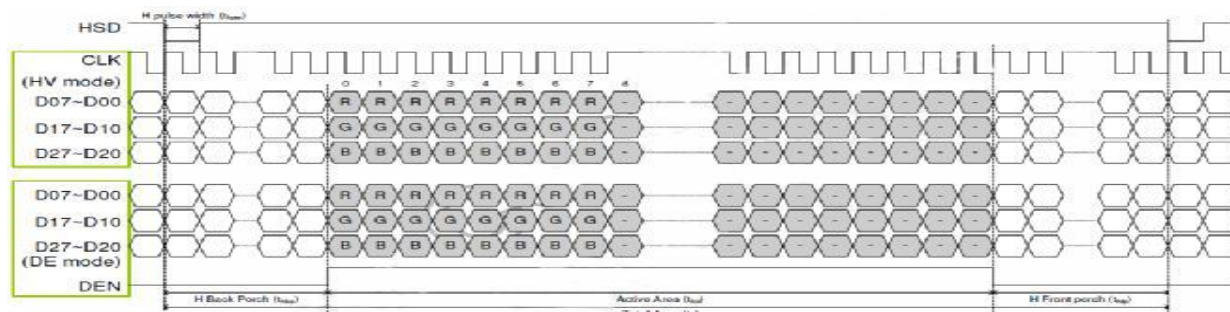 H pulse width
HSD
CLK
(HV mode)
0 1 2 3 4 5 6 7 8
D07~D00 R R R R R R R R - - - - - - - - -
D17~D10 G G G G G G G G - - - - - - - - -
D27~D20 B B B B B B B B - - - - - - - - -
D07~D00 R R R R R R R R - - - - - - - - -
D17~D10 G G G G G G G G - - - - - - - - -
D27~D20 B B B B B B B B - - - - - - - - -
(DE mode)
DEN
H Back Porch Active Area H Front porch